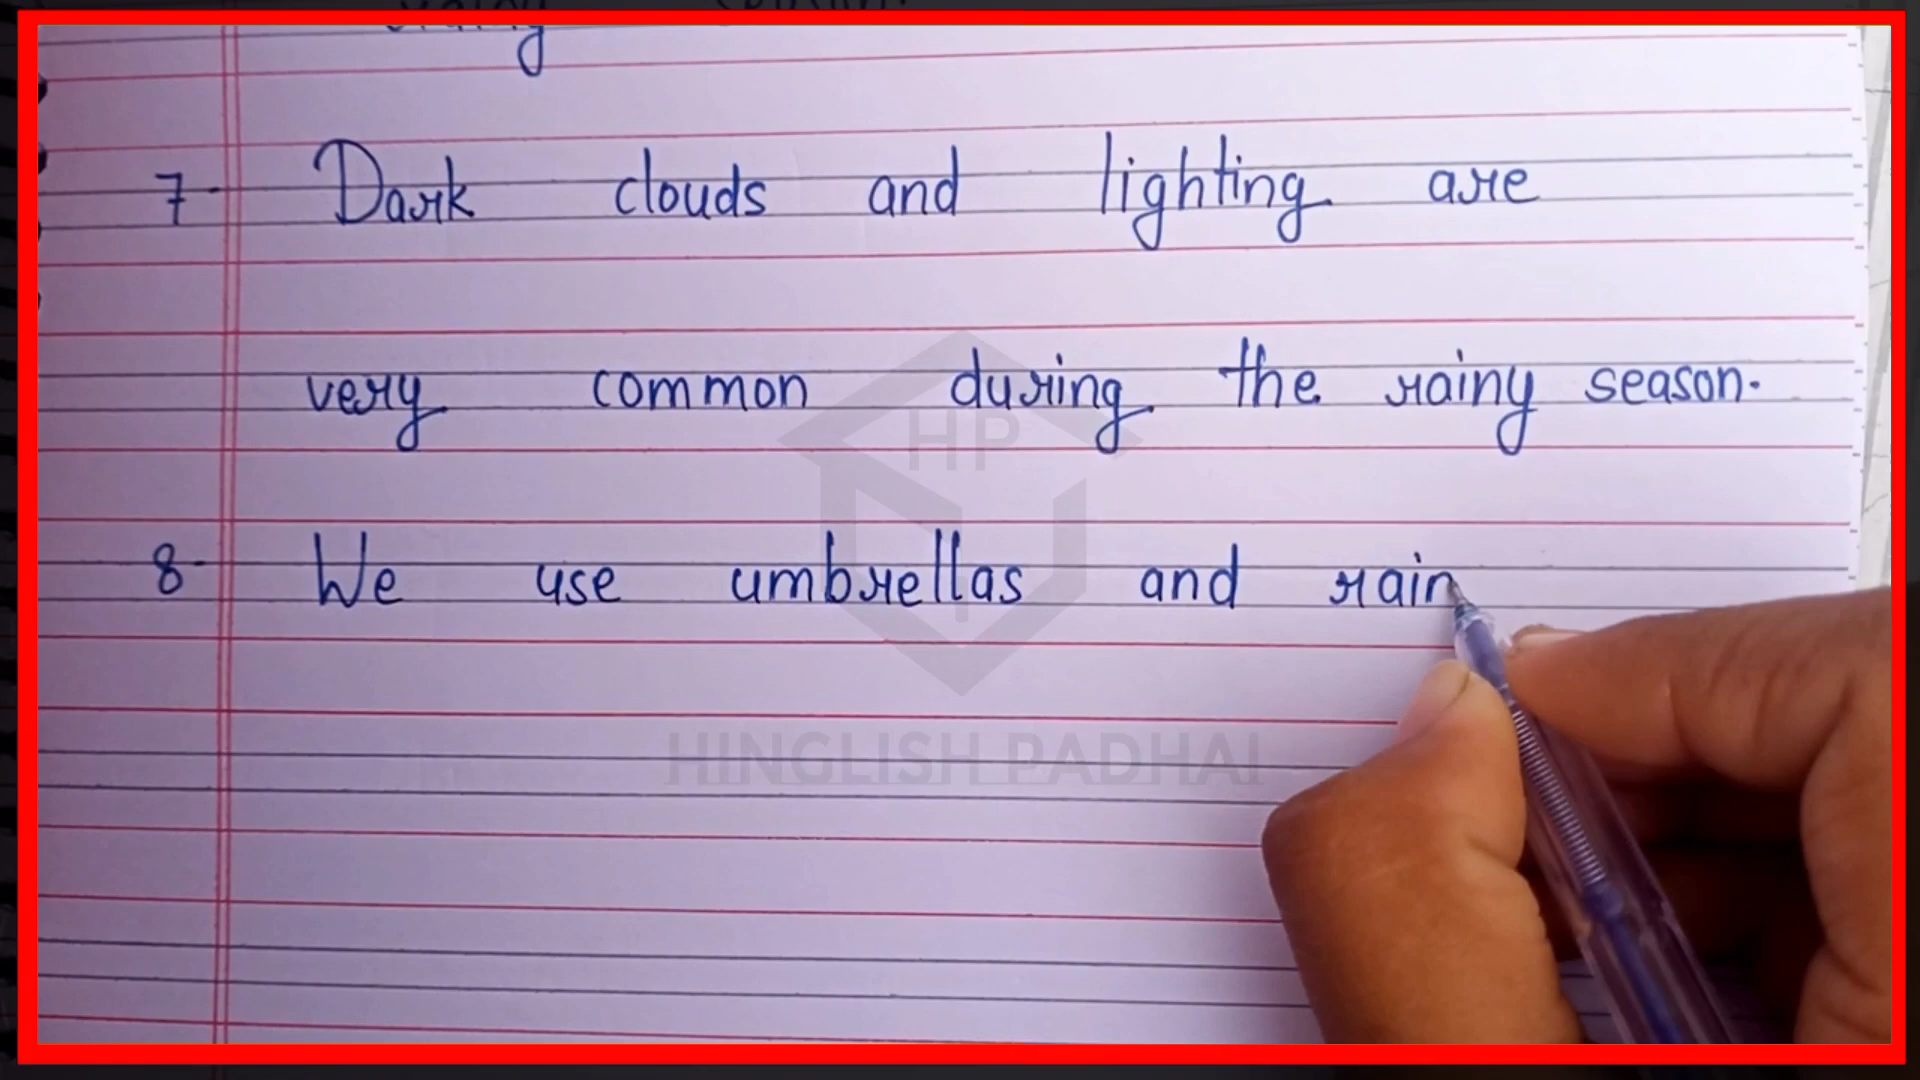 7. Dark clouds and lighting are
very common during the rainy season.
8. We use umbrellas and rain
HP
HINGLISH PADHAI